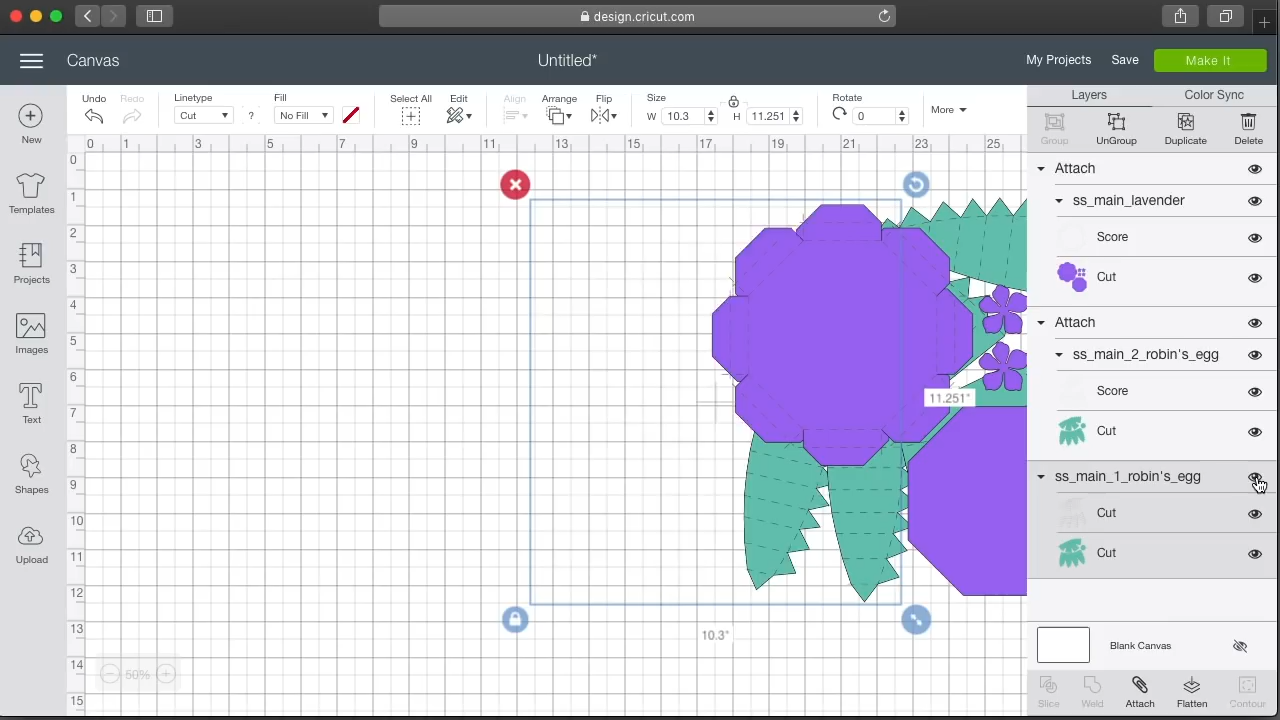 design.cricut.com
Canvas
Untitled*
My Projects
Save
Make It
Undo
Redo
Linetype
Cut
?
Fill
No Fill
Select All
Edit
Align
Arrange
Flip
Size
W 10.3
H 11.251
Rotate
0
More
Layers
Color Sync
Group
UnGroup
Duplicate
Delete
New
Templates
Projects
Images
Text
Shapes
Upload
0 1 3 5 7 9 11 13 15 17 19 21 23 25
0
1
2
3
4
5
6
7
8
9
10
11
12
13
14
15
11.251"
10.3"
50%
Attach
ss_main_lavender
Score
Cut
Attach
ss_main_2_robin's_egg
Score
Cut
ss_main_1_robin's_egg
Cut
Cut
Blank Canvas
Slice
Weld
Attach
Flatten
Contour